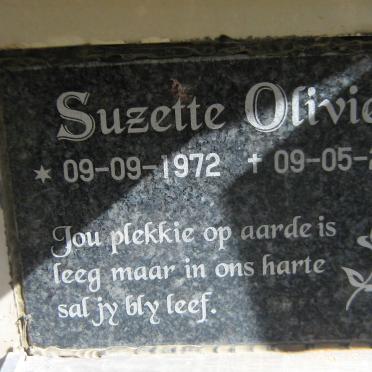 Suzette Olivie
* 09-09-1972 † 09-05-2
Jou plekkie op aarde is
leeg maar in ons harte
sal jy bly leef.